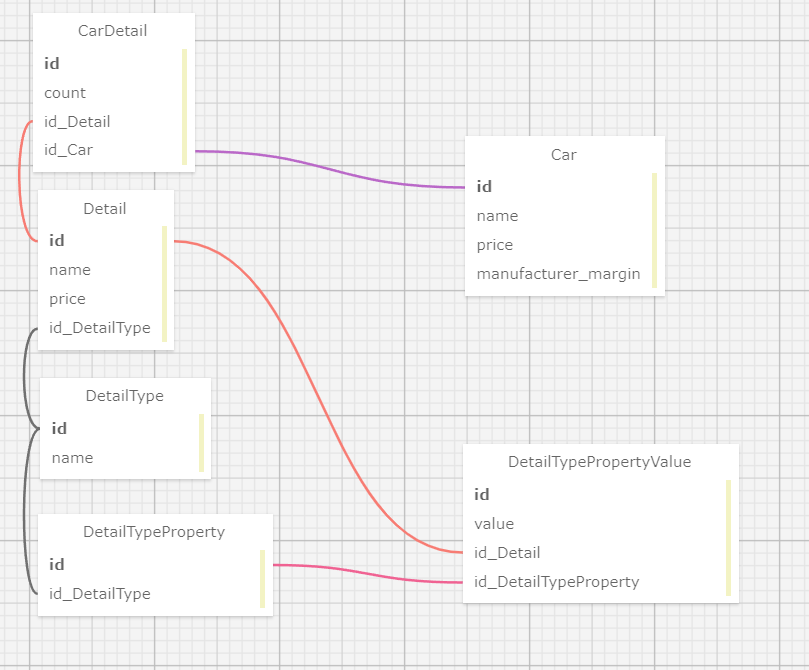 CarDetail
id
count
id_Detail
id_Car
Car
id
name
price
manufacturer_margin
Detail
id
name
price
id_DetailType
DetailType
id
name
DetailTypePropertyValue
id
value
id_Detail
id_DetailTypeProperty
DetailTypeProperty
id
id_DetailType